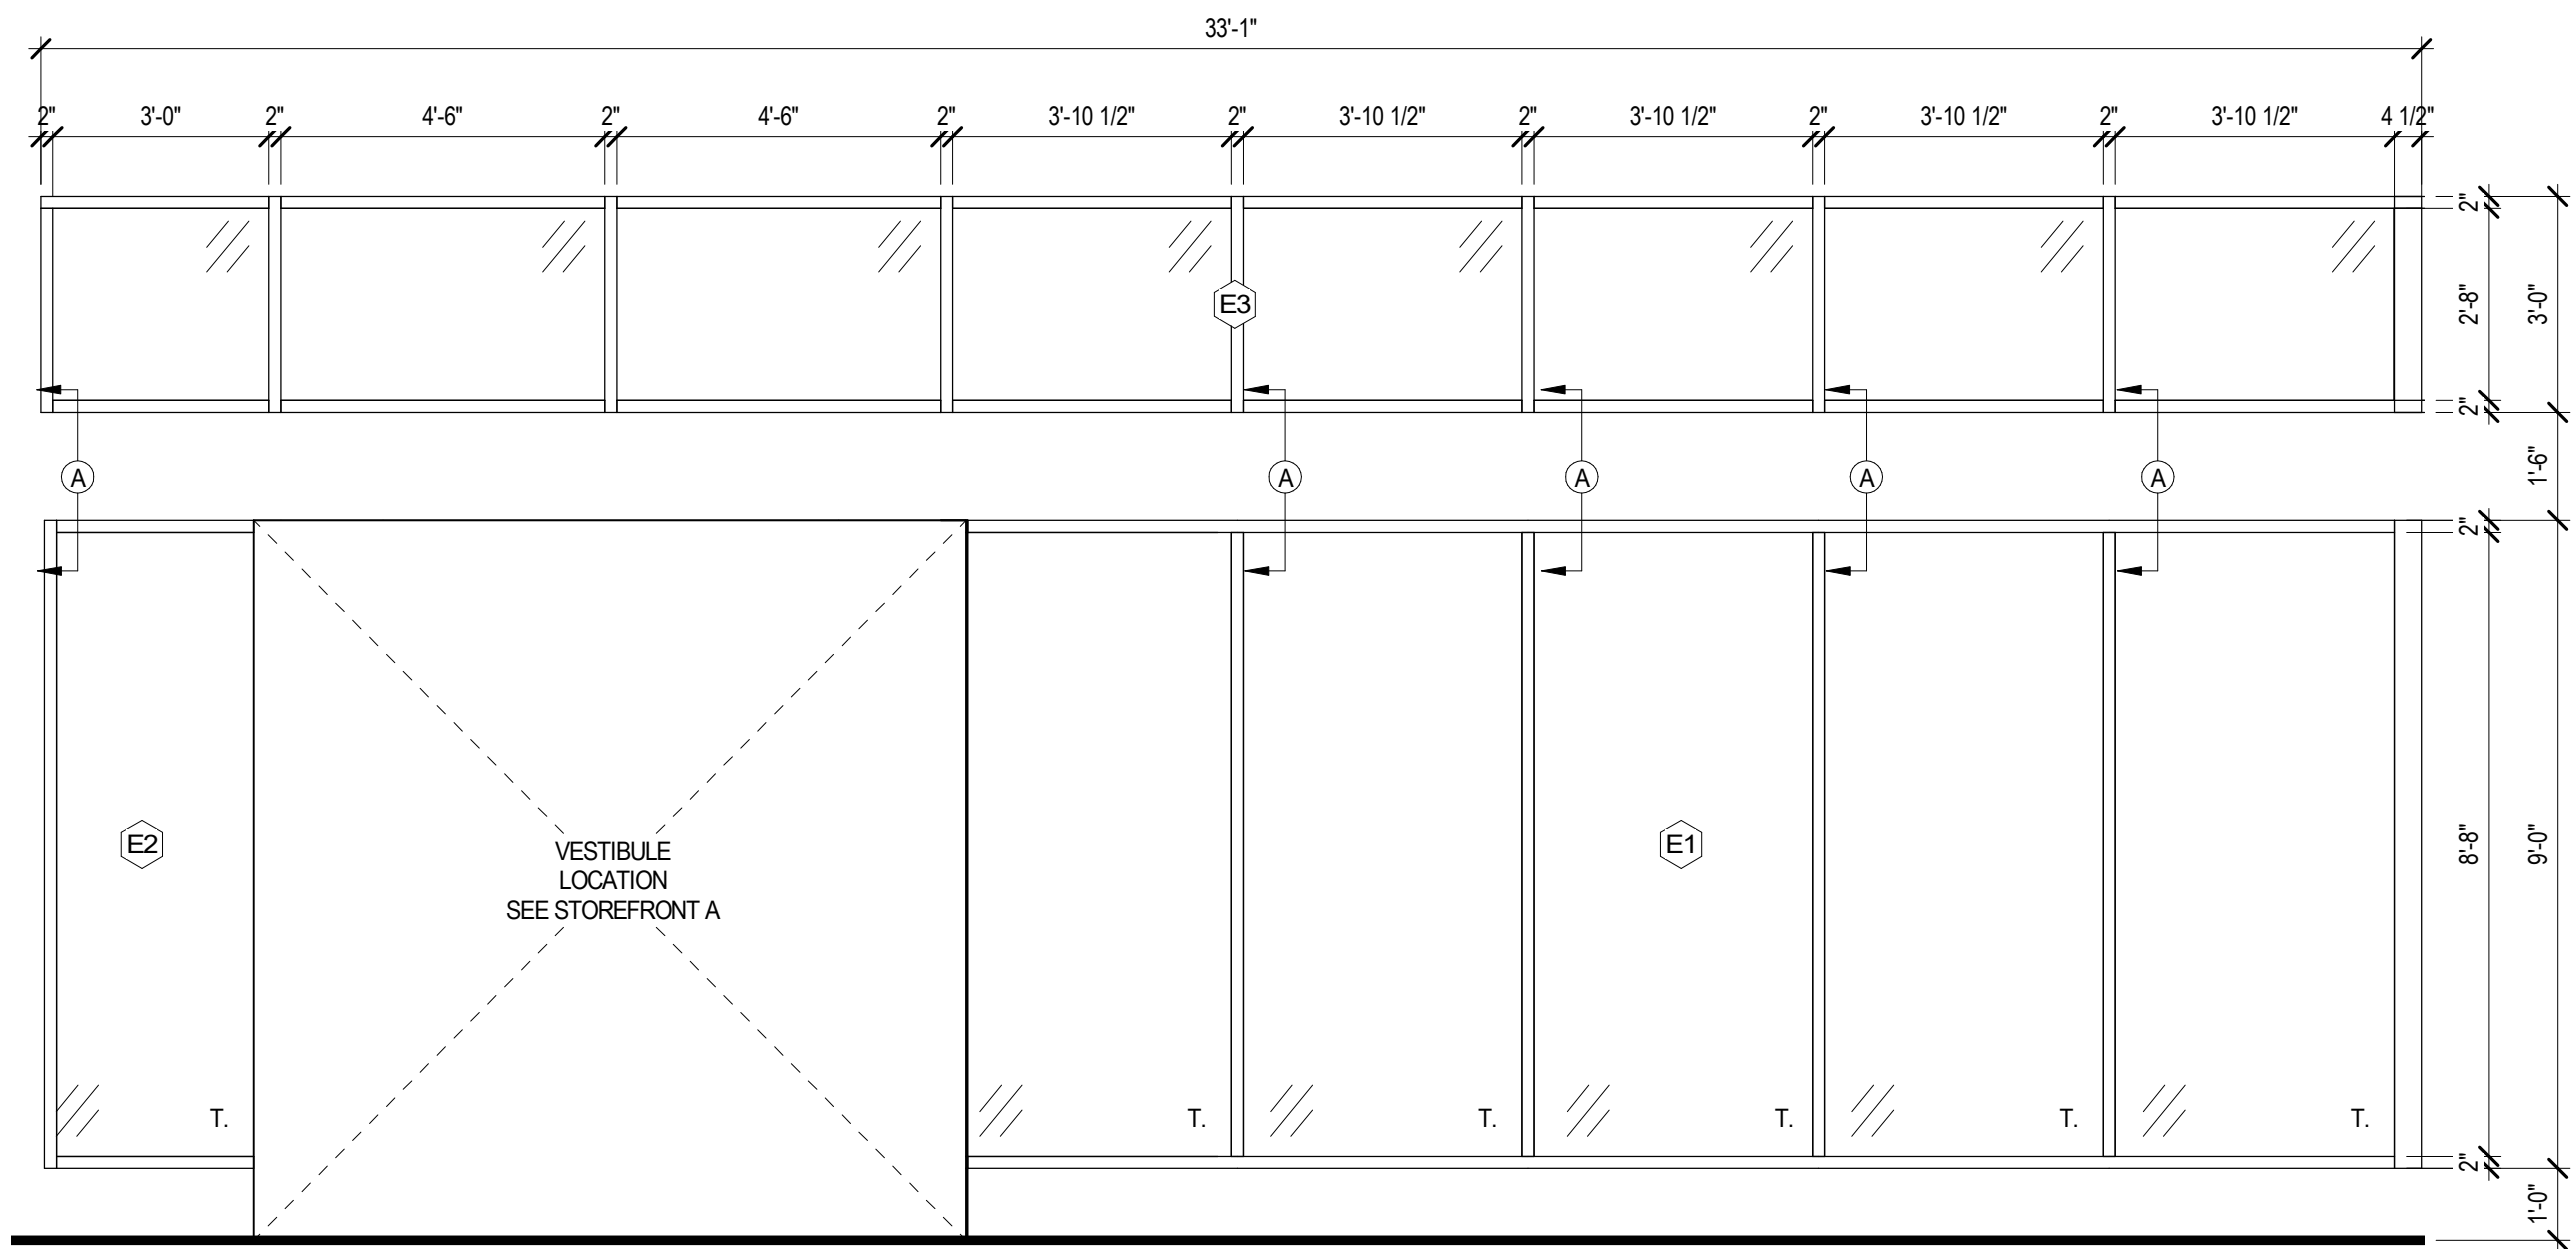 33'-1"
2" 3'-0" 2" 4'-6" 2" 4'-6" 2" 3'-10 1/2" 2" 3'-10 1/2" 2" 3'-10 1/2" 2" 3'-10 1/2" 2" 3'-10 1/2" 4 1/2"
2"
E3
2'-8"
3'-0"
2"
A A A A A
1'-6"
2"
E2
E1
VESTIBULE
LOCATION
SEE STOREFRONT A
8'-8"
9'-0"
T. T. T. T. T. T.
2"
1'-0"